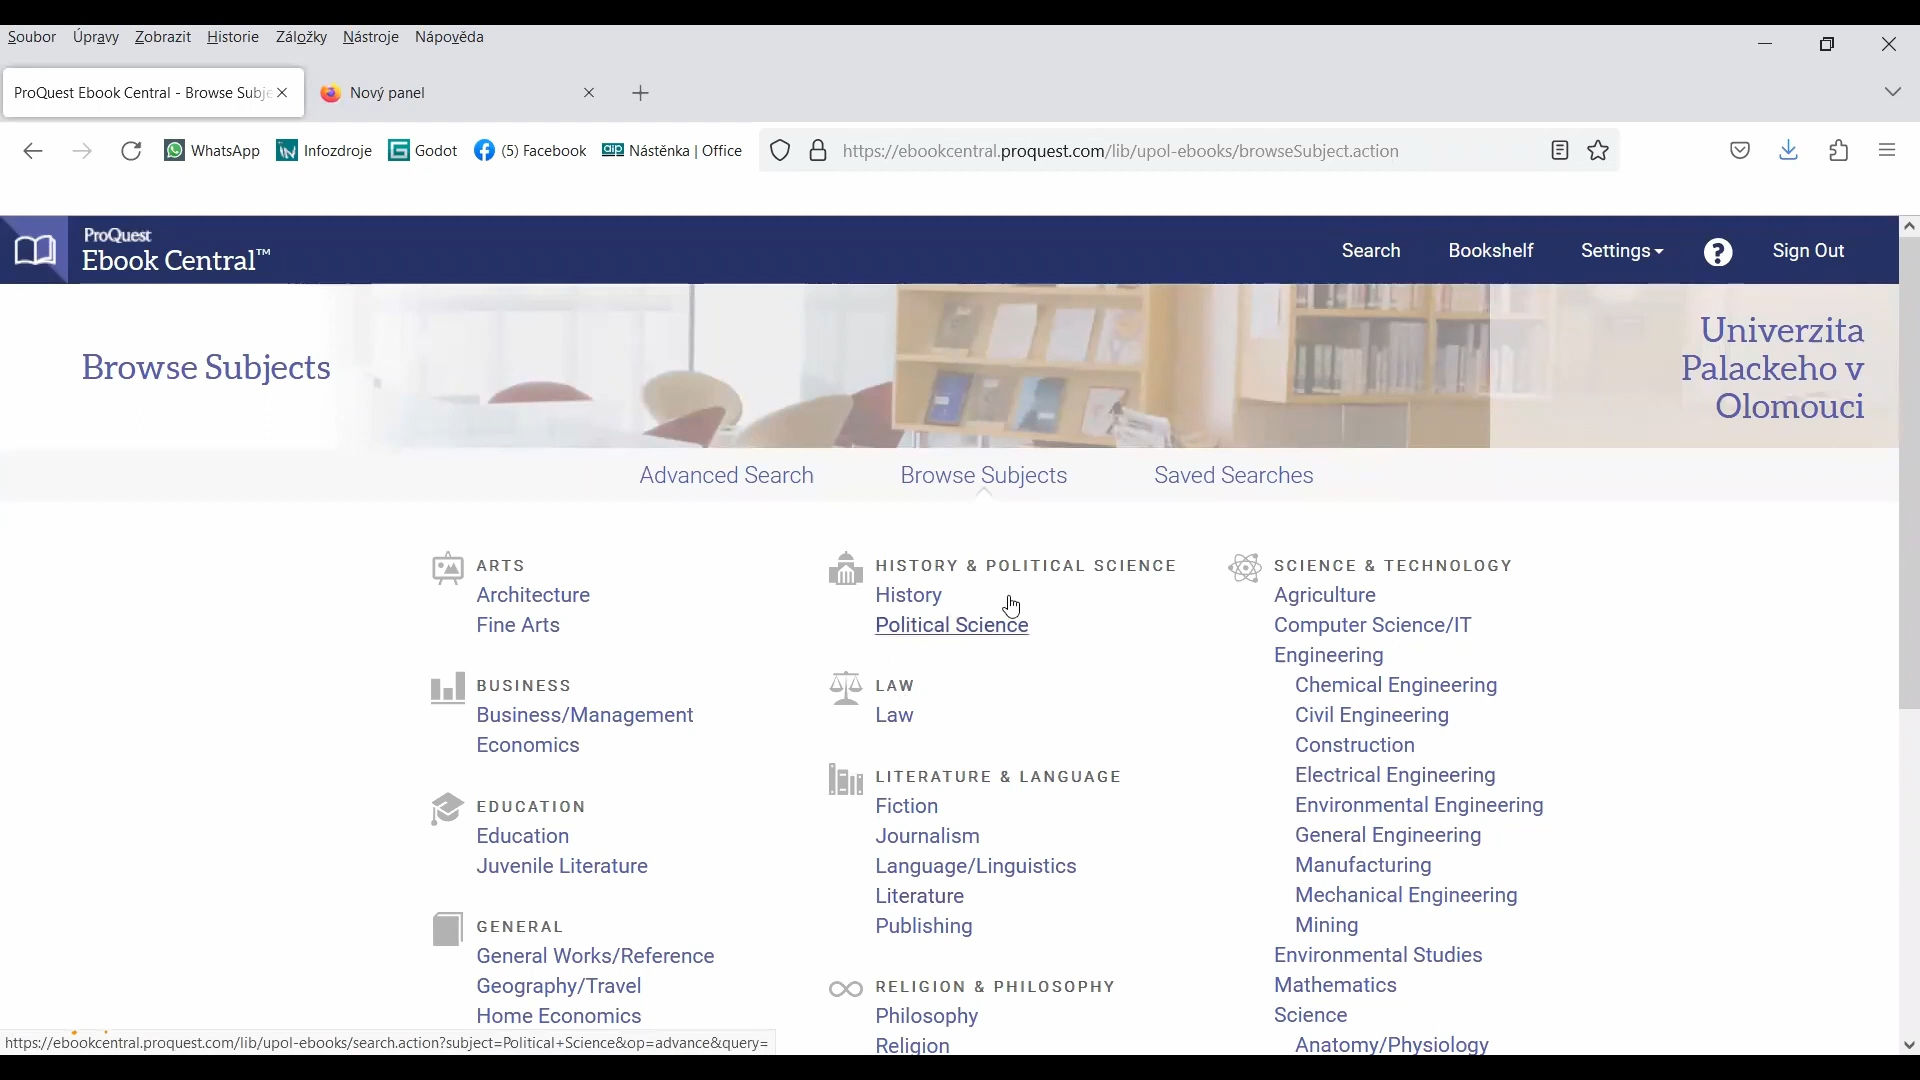 Soubor Úpravy Zobrazit Historie Záložky Nástroje Nápověda
ProQuest Ebook Central - Browse Subje
Nový panel
WhatsApp Infozdroje Godot (5) Facebook Nástěnka | Office
https://ebookcentral.proquest.com/lib/upol-ebooks/browseSubject.action
ProQuest
Ebook Central™
Search Bookshelf Settings ? Sign Out
Browse Subjects
Univerzita
Palackeho v
Olomouci
Advanced Search Browse Subjects Saved Searches
ARTS
Architecture
Fine Arts
BUSINESS
Business/Management
Economics
EDUCATION
Education
Juvenile Literature
GENERAL
General Works/Reference
Geography/Travel
Home Economics
HISTORY & POLITICAL SCIENCE
History
Political Science
LAW
Law
LITERATURE & LANGUAGE
Fiction
Journalism
Language/Linguistics
Literature
Publishing
RELIGION & PHILOSOPHY
Philosophy
Religion
SCIENCE & TECHNOLOGY
Agriculture
Computer Science/IT
Engineering
Chemical Engineering
Civil Engineering
Construction
Electrical Engineering
Environmental Engineering
General Engineering
Manufacturing
Mechanical Engineering
Mining
Environmental Studies
Mathematics
Science
Anatomy/Physiology
https://ebookcentral.proquest.com/lib/upol-ebooks/search.action?subject=Political+Science&op=advance&query=